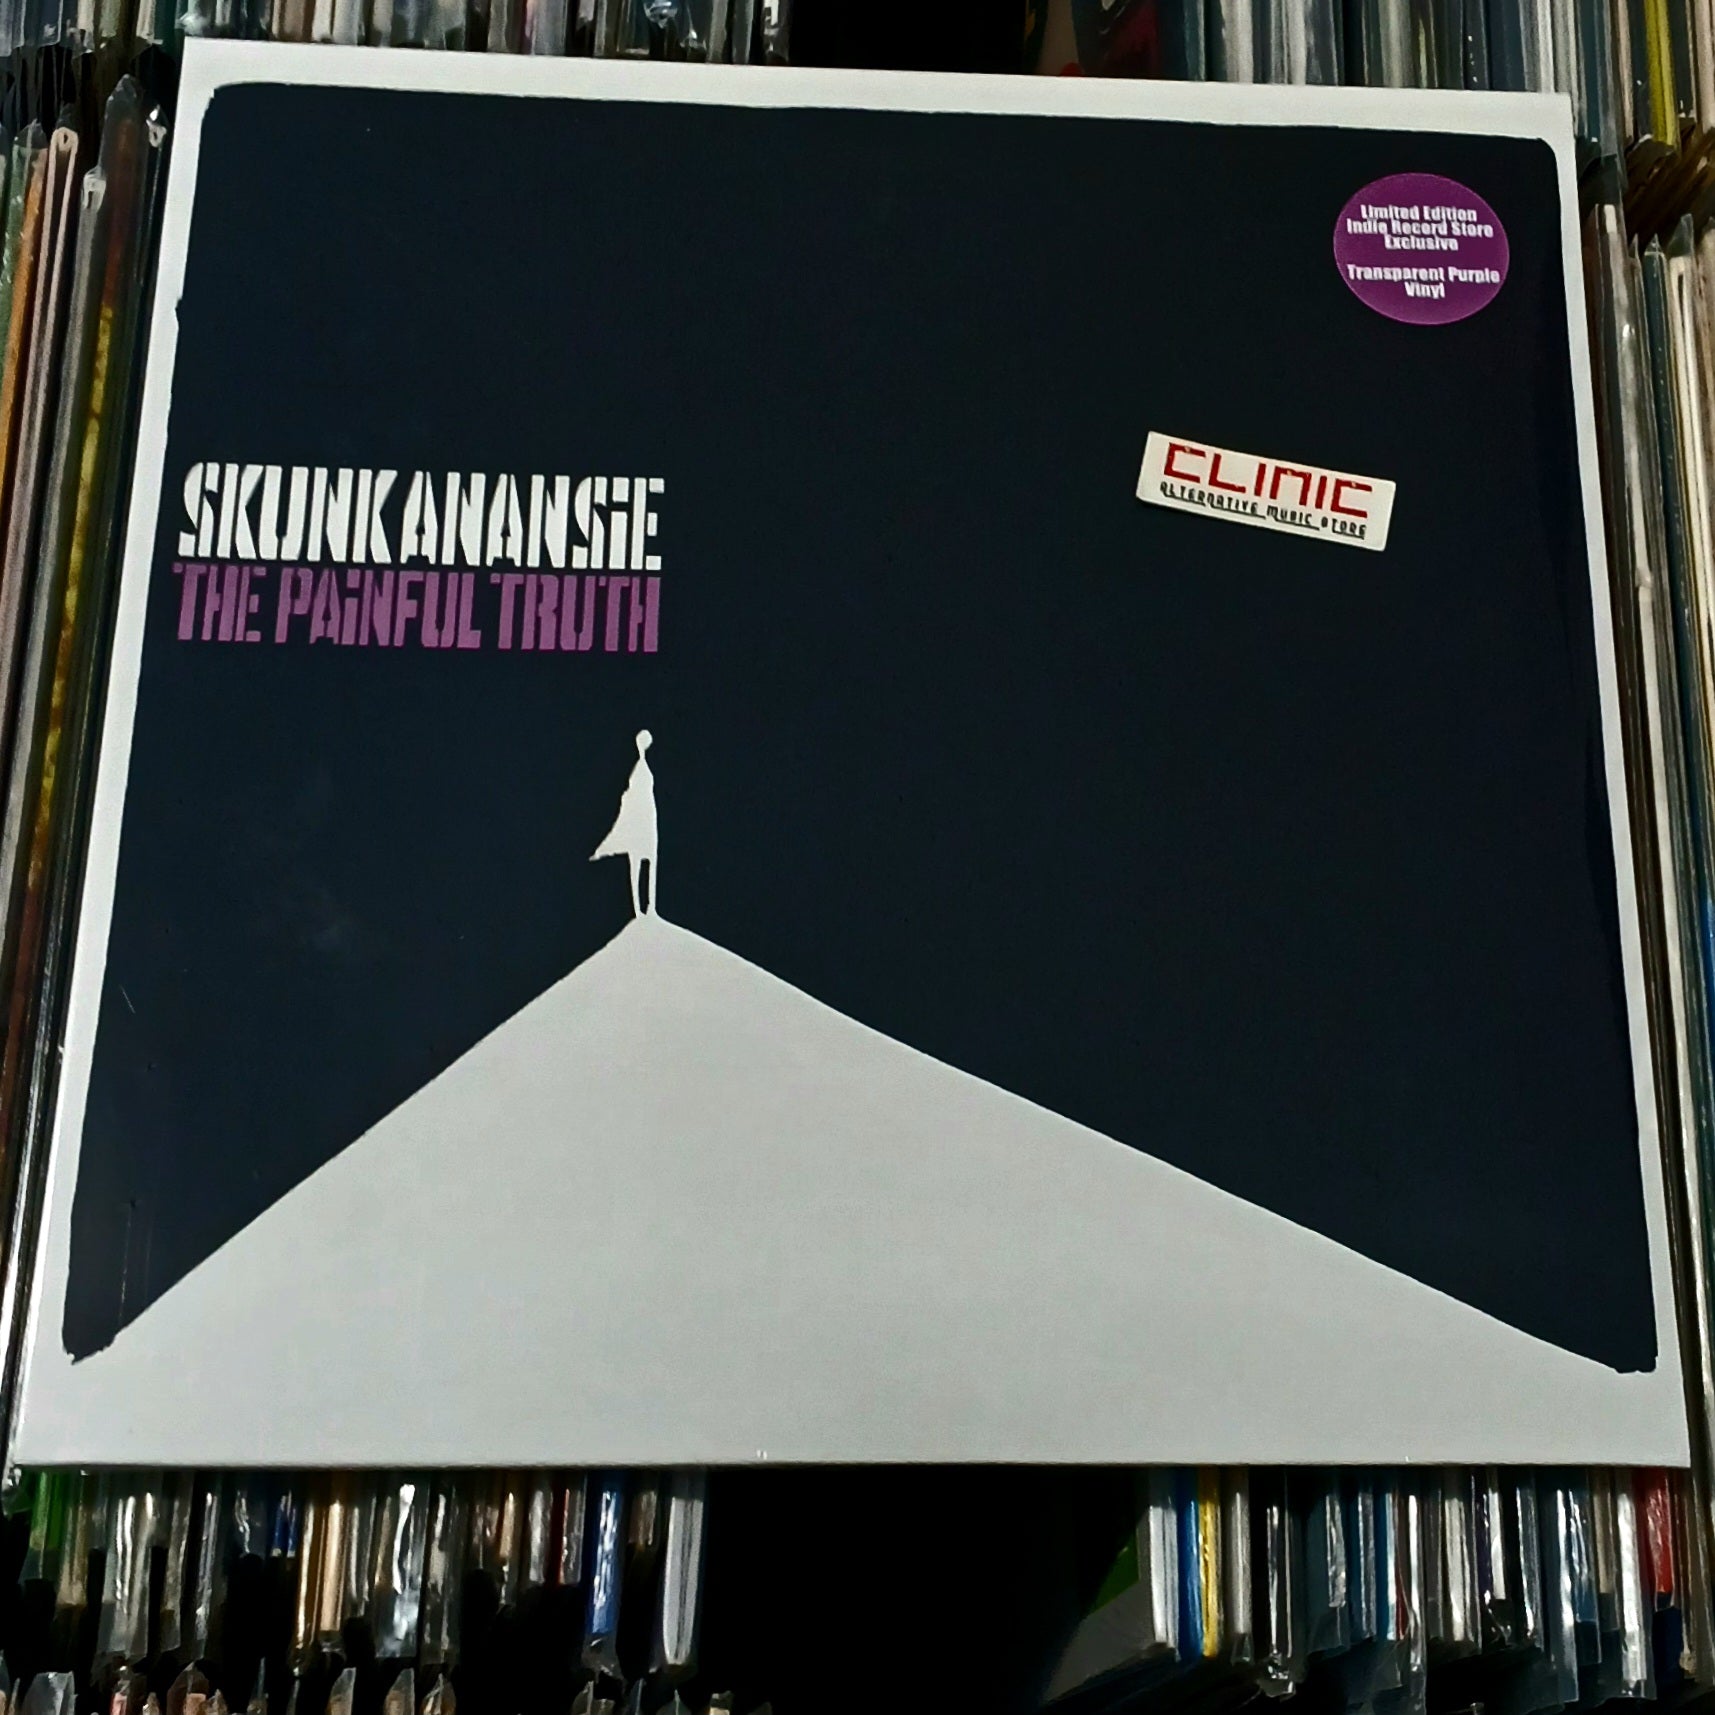 Limited Edition
Indie Record Store
Exclusive
Transparent Purple
Vinyl
CLINIC
ALTERNATIVE MUSIC STORE
SKUNK ANANSiE
THE PAiNFUL TRUTH